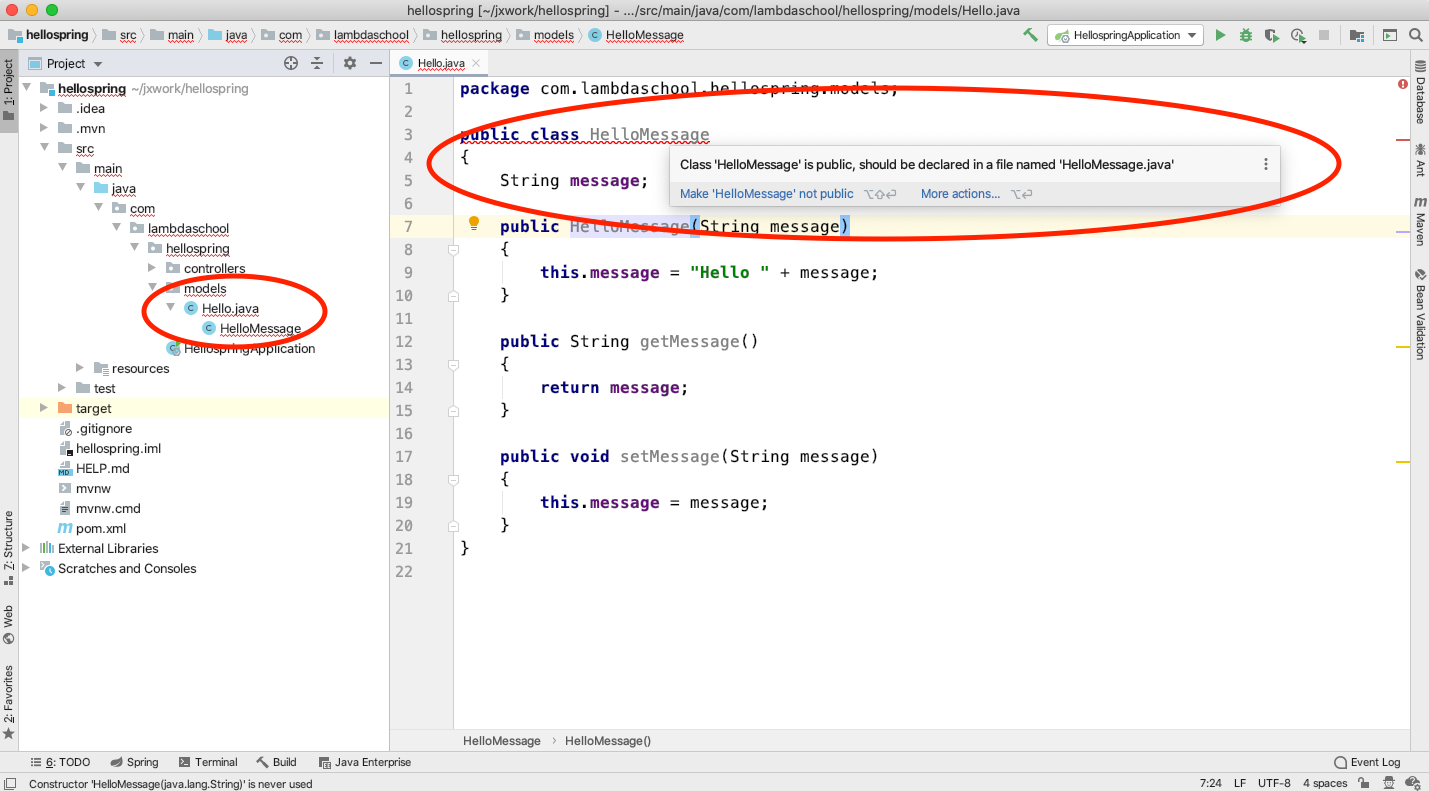 hellospring [~/jxwork/hellospring] - .../src/main/java/com/lambdaschool/hellospring/models/Hello.java
hellospring src main java com lambdaschool hellospring models HelloMessage HellospringApplication
1: Project
Project
Hello.java
hellospring ~/jxwork/hellospring
.idea
.mvn
src
main
java
com
lambdaschool
hellospring
controllers
models
Hello.java
HelloMessage
HellospringApplication
resources
test
target
.gitignore
hellospring.iml
HELP.md
mvnw
mvnw.cmd
pom.xml
External Libraries
Scratches and Consoles
1 package com.lambdaschool.hellospring.models;
2
3 public class HelloMessage
4 {
5 String message;
6
7 public HelloMessage(String message)
8 {
9 this.message = "Hello " + message;
10 }
11
12 public String getMessage()
13 {
14 return message;
15 }
16
17 public void setMessage(String message)
18 {
19 this.message = message;
20 }
21 }
22
Class 'HelloMessage' is public, should be declared in a file named 'HelloMessage.java'
Make 'HelloMessage' not public ⌥⇧⏎ More actions... ⌥⏎
Database
Ant
Maven
Bean Validation
Z: Structure
Web
2: Favorites
HelloMessage › HelloMessage()
6: TODO Spring Terminal Build Java Enterprise Event Log
Constructor 'HelloMessage(java.lang.String)' is never used 7:24 LF UTF-8 4 spaces